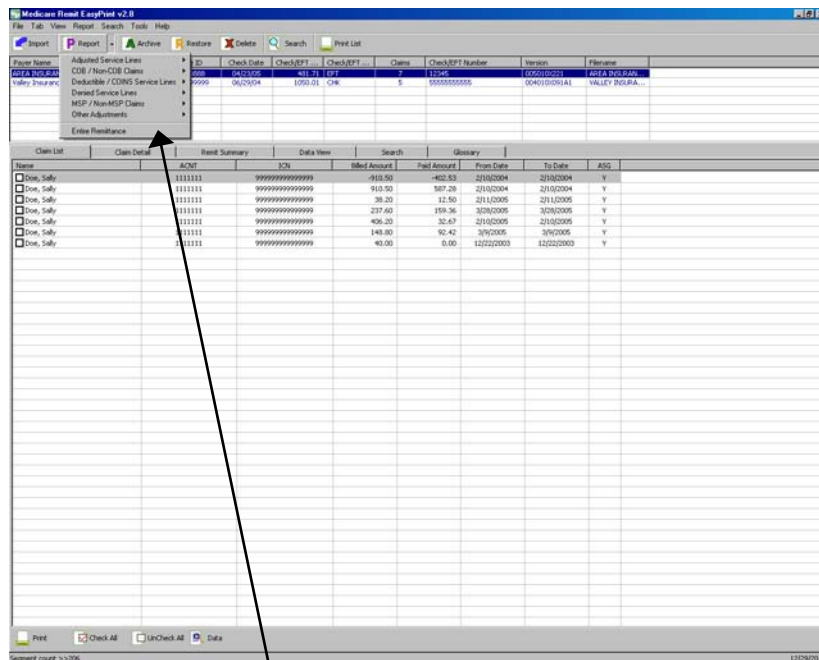 Medicare Remit EasyPrint v2.8
File Tab View Report Search Tools Help
Import Report Archive Restore Delete Search Print List
Payer Name ID Check Date Check/EFT ... Check/EFT ... Claims Check/EFT Number Version Filename
AREA INSURAN 04/23/05 481.71 EFT 7 12345 005010X221 AREA INSURAN...
Valley Insuranc 99999 06/29/04 1050.01 CHK 5 004010X091A1 VALLEY INSURA...
Adjusted Service Lines
COB / Non-COB Claims
Deductible / COINS Service Lines
Denied Service Lines
MSP / Non-MSP Claims
Other Adjustments
Entire Remittance
Claim List Claim Detail Remit Summary Data View Search Glossary
Name ACNT ICN Billed Amount Paid Amount From Date To Date ASG
Doe, Sally 1111111 -910.50 -402.53 2/10/2004 2/10/2004 Y
Doe, Sally 1111111 910.50 587.28 2/10/2004 2/10/2004 Y
Doe, Sally 1111111 38.20 12.50 2/11/2005 2/11/2005 Y
Doe, Sally 1111111 237.60 159.36 3/28/2005 3/28/2005 Y
Doe, Sally 1111111 406.20 32.67 2/10/2005 2/10/2005 Y
Doe, Sally 1111111 148.80 92.42 3/9/2005 3/9/2005 Y
Doe, Sally 1111111 40.00 0.00 12/22/2003 12/22/2003 Y
Print Check All UnCheck All Data
Segment count >>206